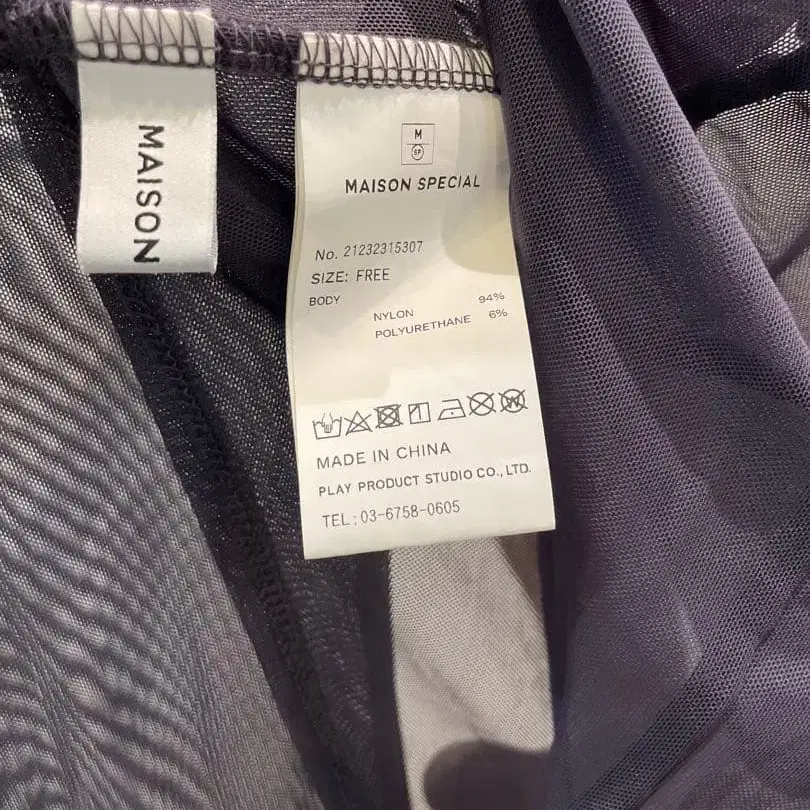 MAISON
M
SP
MAISON SPECIAL
No. 21232315307
SIZE: FREE
BODY
NYLON 94%
POLYURETHANE 6%
MADE IN CHINA
PLAY PRODUCT STUDIO CO., LTD.
TEL : 03-6758-0605